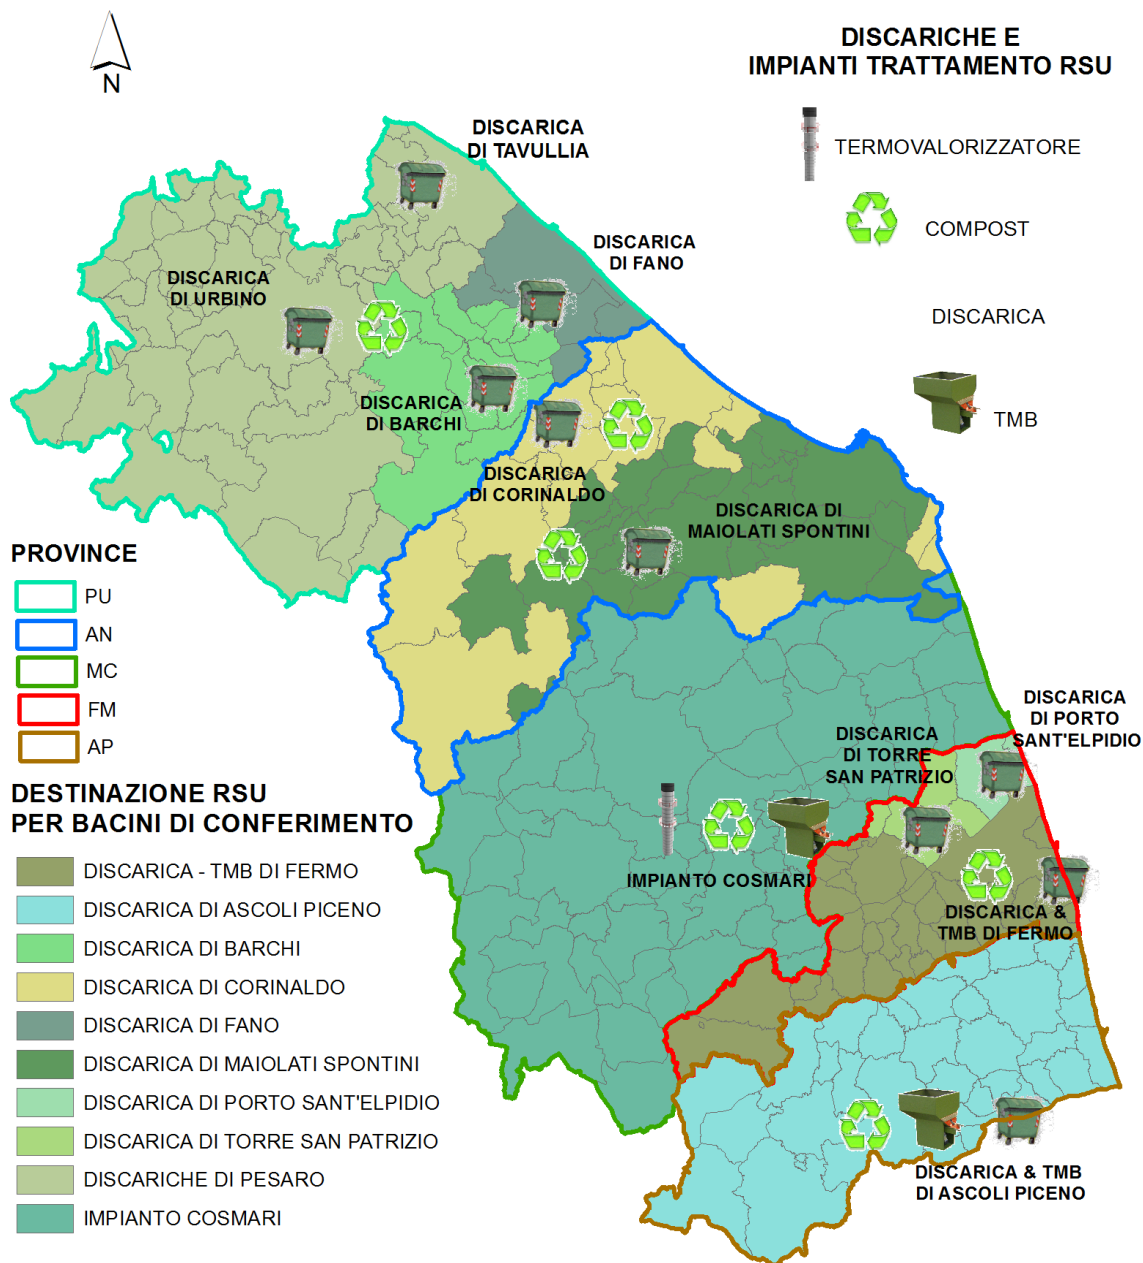 DISCARICHE E
IMPIANTI TRATTAMENTO RSU
TERMOVALORIZZATORE
COMPOST
DISCARICA
TMB
N
DISCARICA
DI TAVULLIA
DISCARICA
DI FANO
DISCARICA
DI URBINO
DISCARICA
DI BARCHI
DISCARICA
DI CORINALDO
DISCARICA DI
MAIOLATI SPONTINI
DISCARICA
DI PORTO
SANT'ELPIDIO
DISCARICA
DI TORRE
SAN PATRIZIO
IMPIANTO COSMARI
DISCARICA &
TMB DI FERMO
DISCARICA & TMB
DI ASCOLI PICENO
PROVINCE
PU
AN
MC
FM
AP
DESTINAZIONE RSU
PER BACINI DI CONFERIMENTO
DISCARICA - TMB DI FERMO
DISCARICA DI ASCOLI PICENO
DISCARICA DI BARCHI
DISCARICA DI CORINALDO
DISCARICA DI FANO
DISCARICA DI MAIOLATI SPONTINI
DISCARICA DI PORTO SANT'ELPIDIO
DISCARICA DI TORRE SAN PATRIZIO
DISCARICHE DI PESARO
IMPIANTO COSMARI